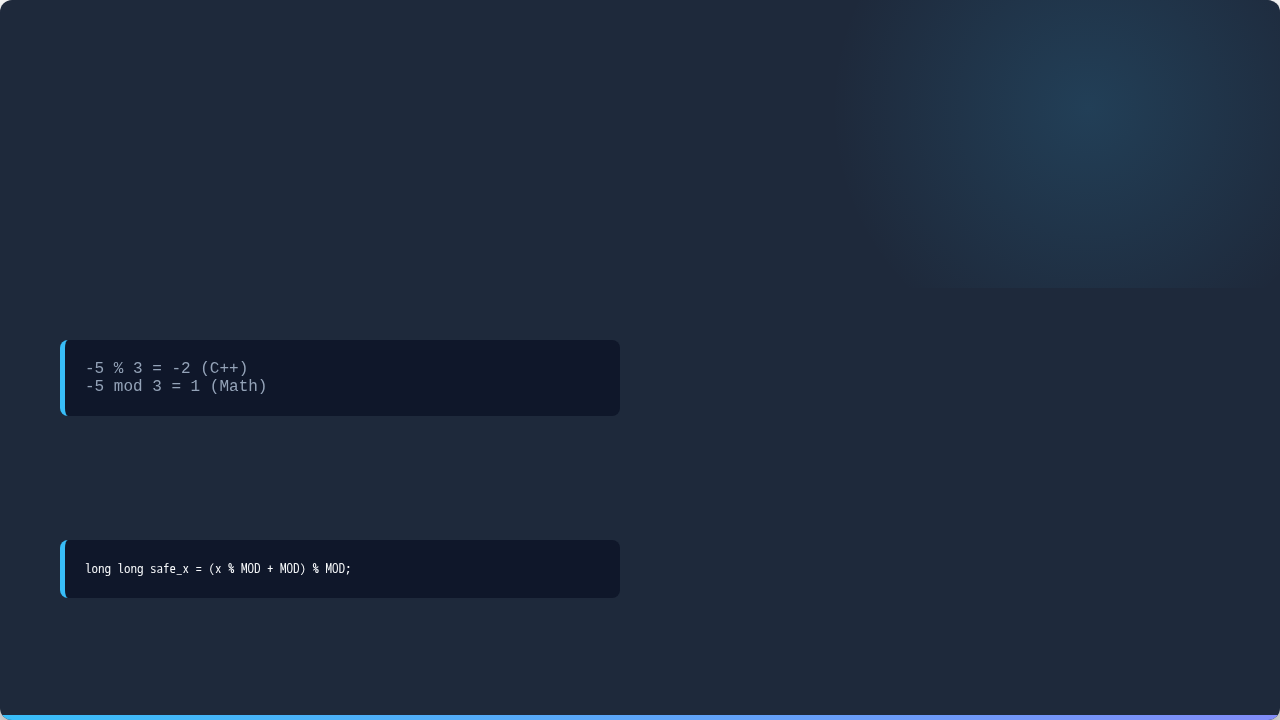 -5 % 3 = -2 (C++)
-5 mod 3 = 1 (Math)
long long safe_x = (x % MOD + MOD) % MOD;